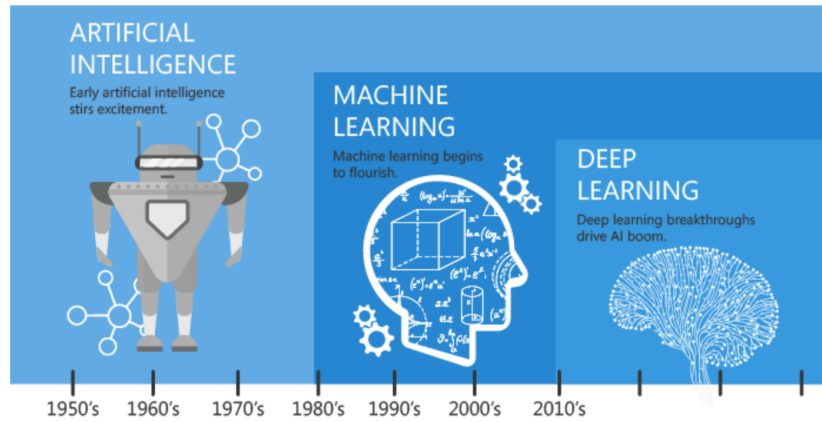 ARTIFICIAL
INTELLIGENCE
Early artificial intelligence
stirs excitement.
MACHINE
LEARNING
Machine learning begins
to flourish.
DEEP
LEARNING
Deep learning breakthroughs
drive AI boom.
1950's 1960's 1970's 1980's 1990's 2000's 2010's